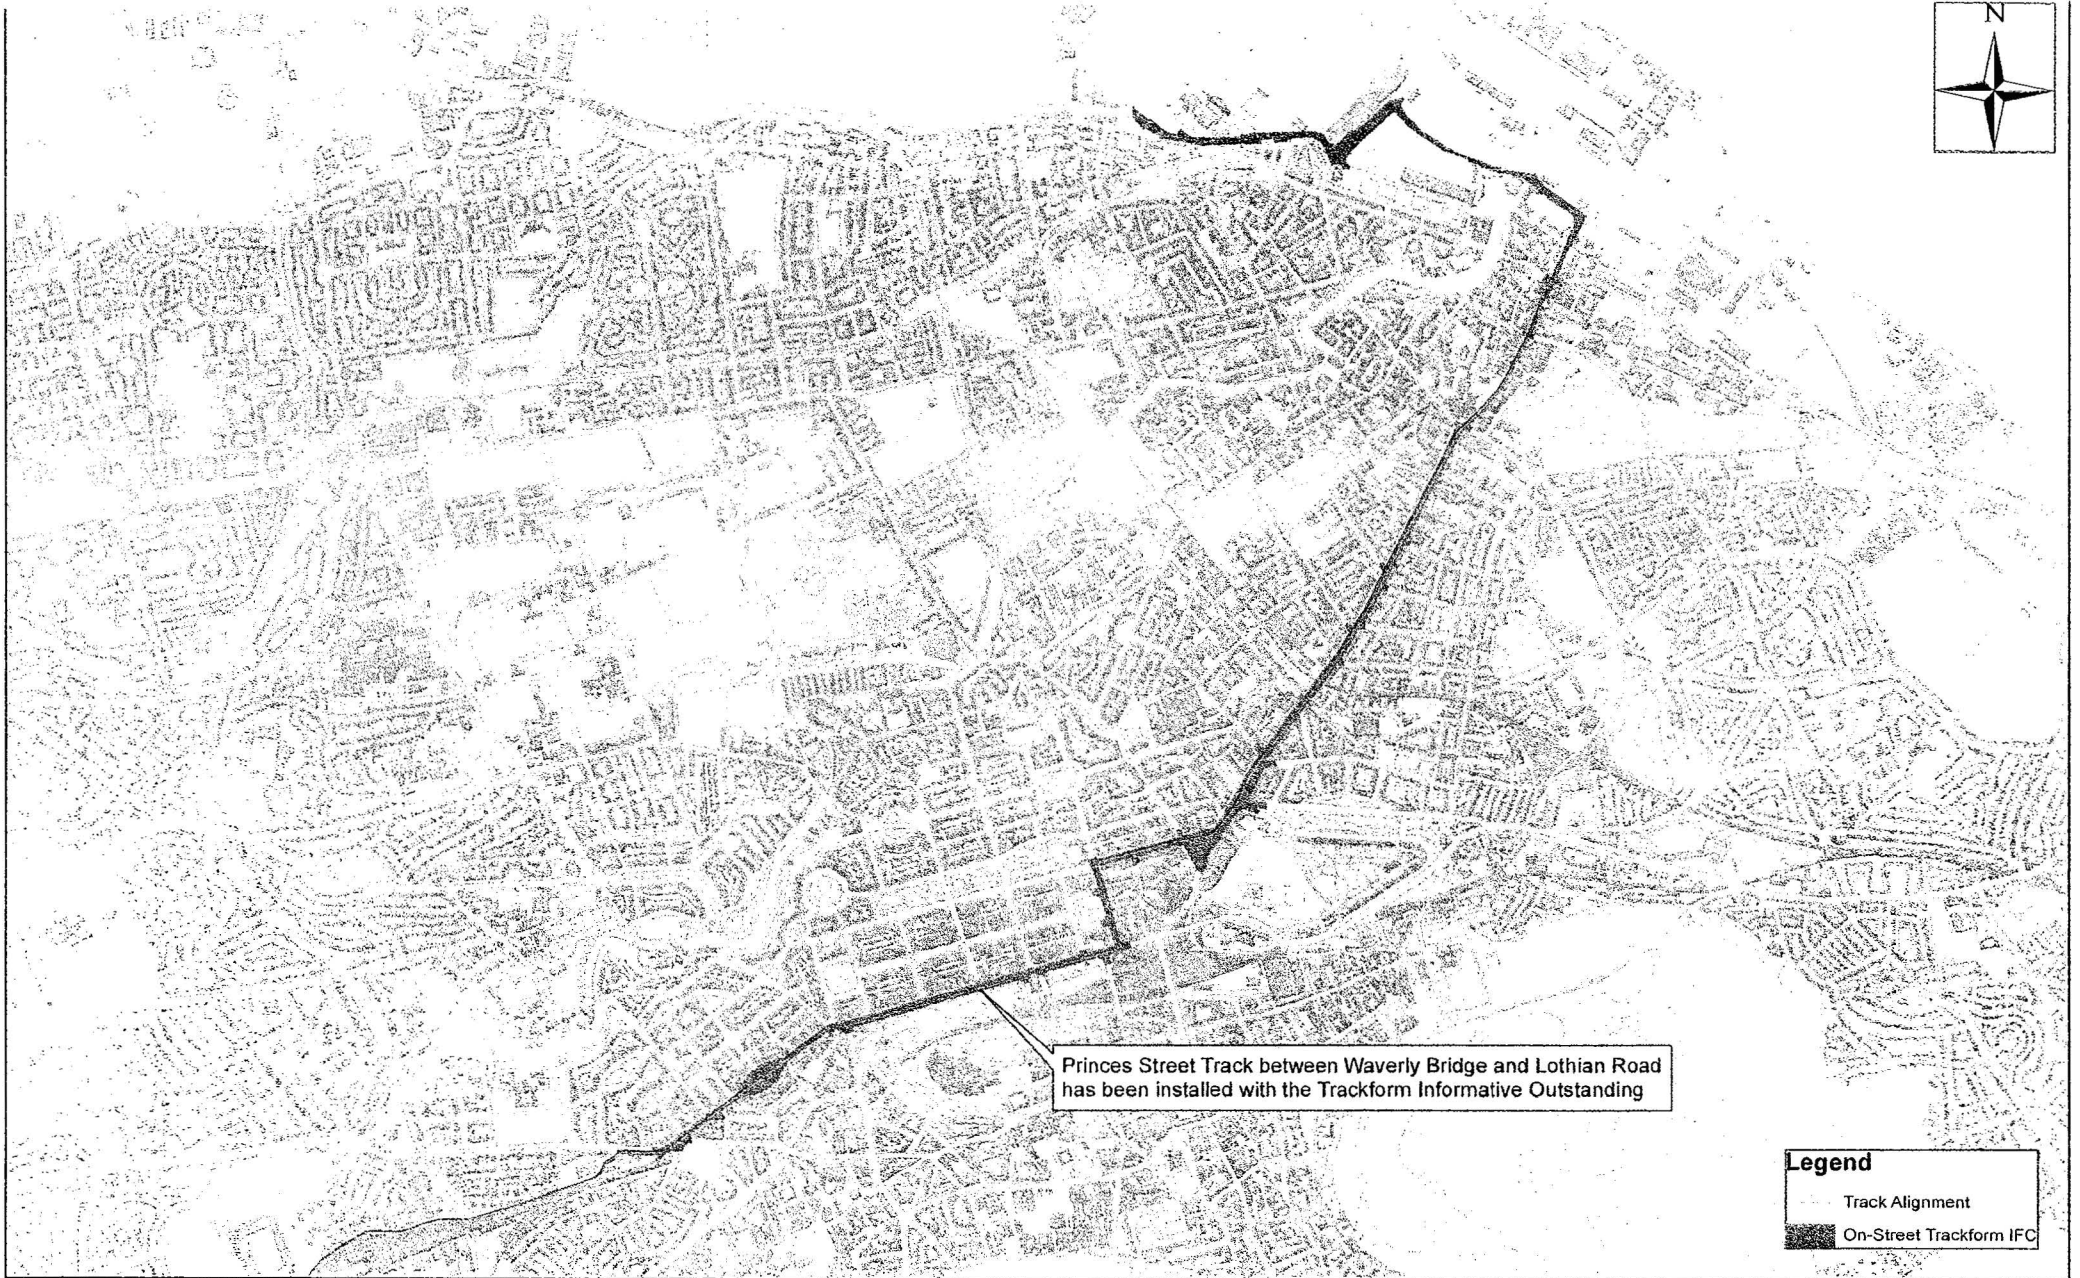 N
Princes Street Track between Waverly Bridge and Lothian Road
has been installed with the Trackform Informative Outstanding
Legend
Track Alignment
On-Street Trackform IFC